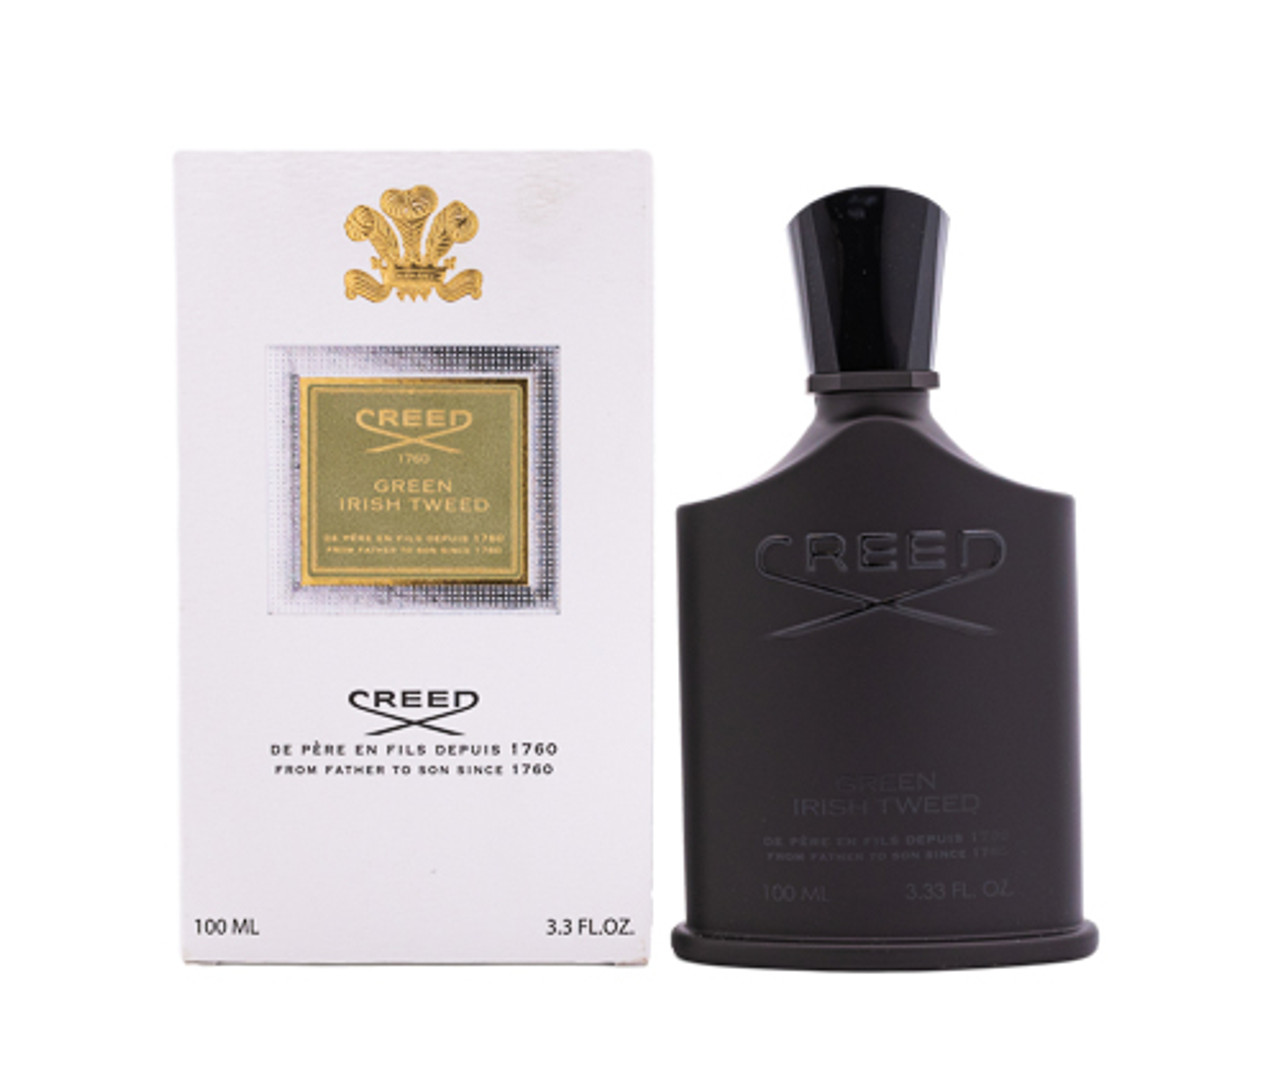 CREED
1760
GREEN
IRISH TWEED
DE PÈRE EN FILS DEPUIS 1760
FROM FATHER TO SON SINCE 1760
CREED
DE PÈRE EN FILS DEPUIS 1760
FROM FATHER TO SON SINCE 1760
100 ML 3.3 FL.OZ.
CREED
GREEN
IRISH TWEED
DE PÈRE EN FILS DEPUIS 1760
FROM FATHER TO SON SINCE 1760
100 ML 3.33 FL. OZ.